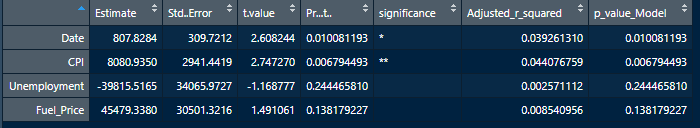 Estimate Std..Error t.value Pr...t.. significance Adjusted_r_squared p_value_Model
Date 807.8284 309.7212 2.608244 0.010081193 * 0.039261310 0.010081193
CPI 8080.9350 2941.4419 2.747270 0.006794493 ** 0.044076759 0.006794493
Unemployment -39815.5165 34065.9727 -1.168777 0.244465810 0.002571112 0.244465810
Fuel_Price 45479.3380 30501.3216 1.491061 0.138179227 0.008540956 0.138179227